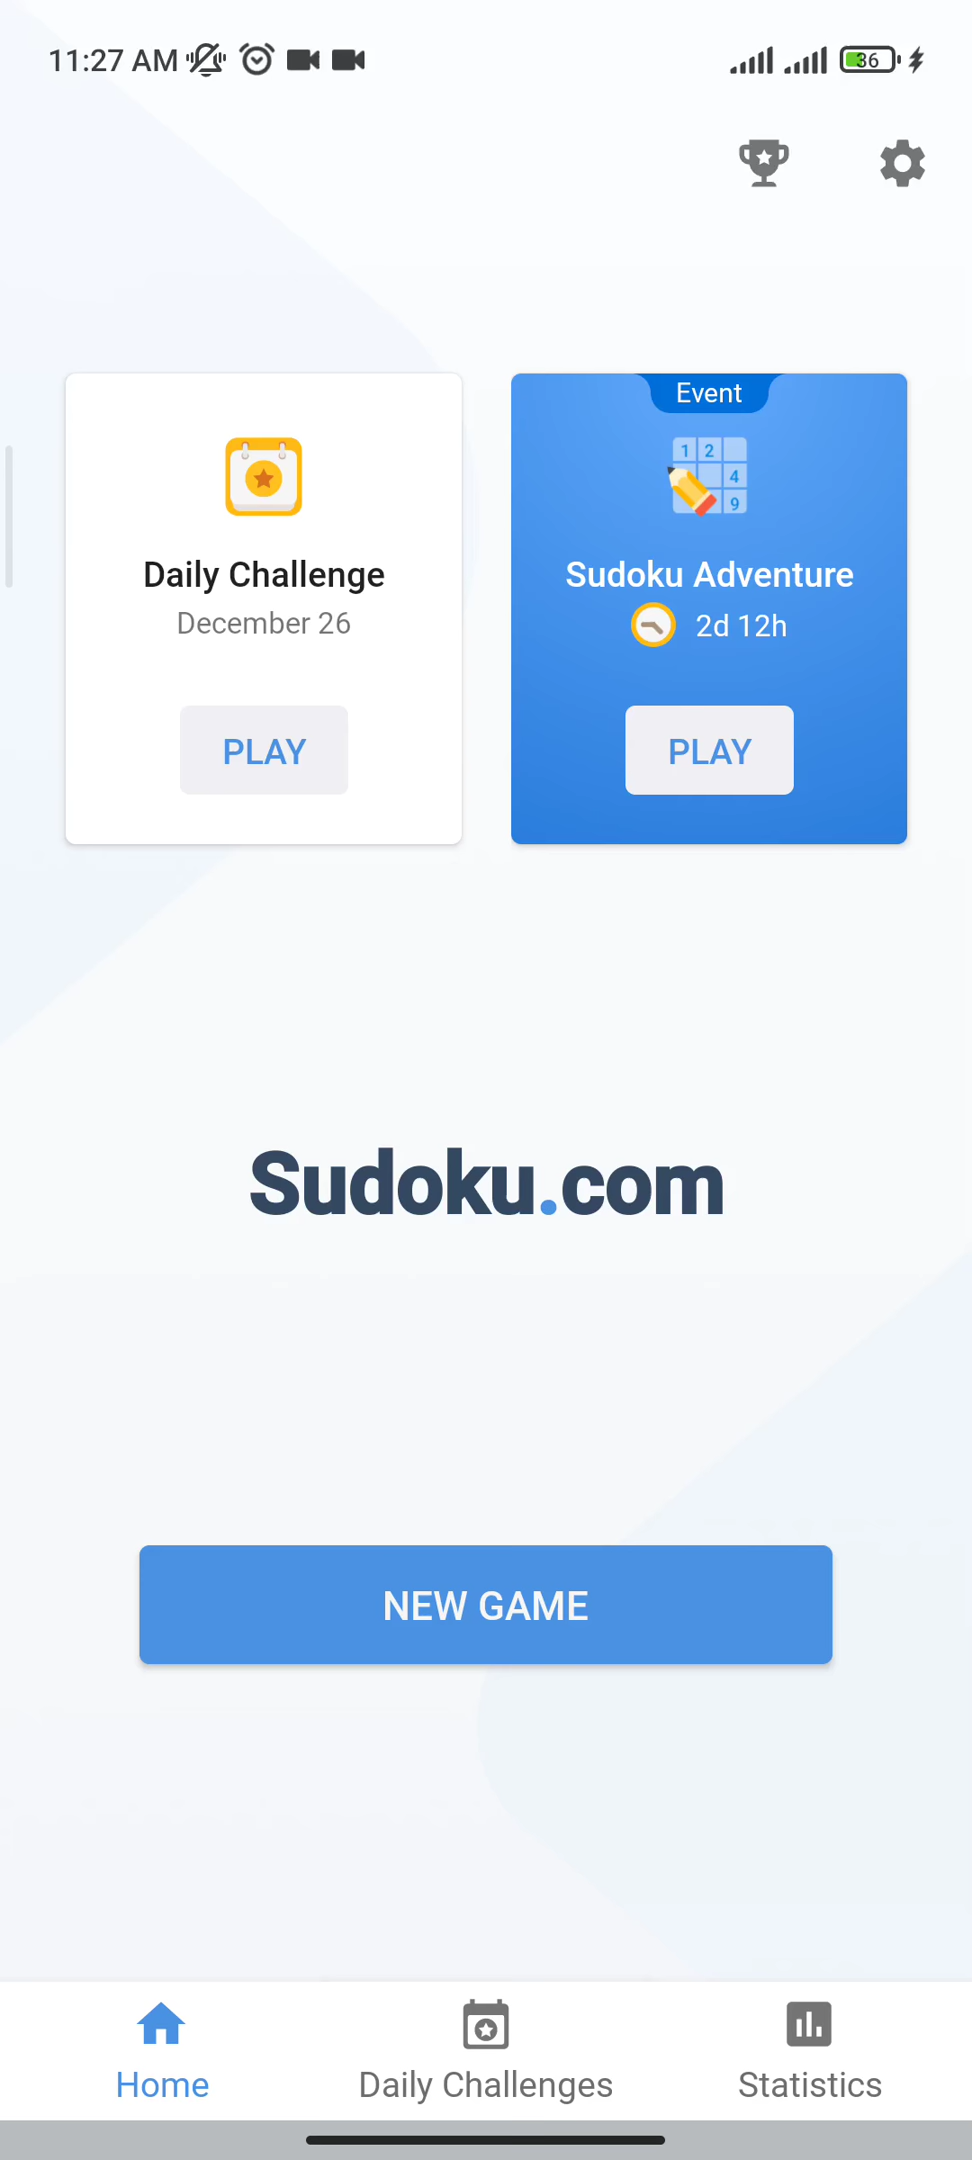 11:27 AM
36
Event
1 2
4
9
Daily Challenge
December 26
PLAY
Sudoku Adventure
2d 12h
PLAY
Sudoku.com
NEW GAME
Home
Daily Challenges
Statistics